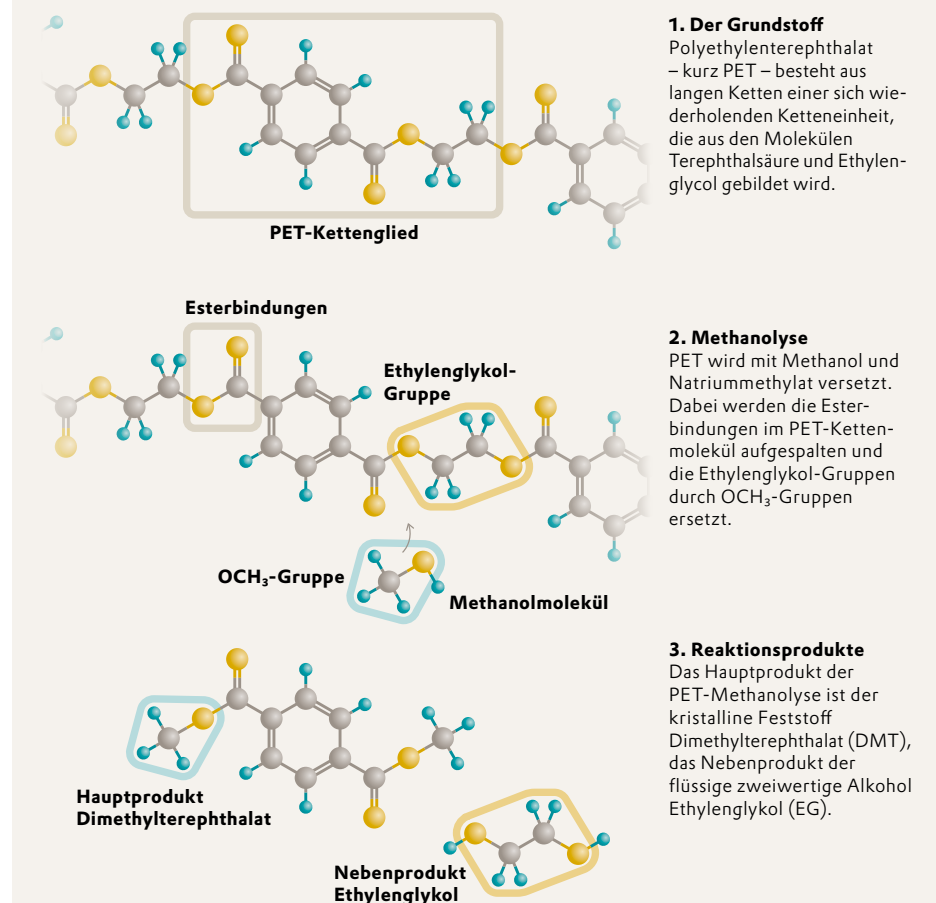 1. Der Grundstoff
Polyethylenterephthalat
– kurz PET – besteht aus
langen Ketten einer sich wie-
derholenden Ketteneinheit,
die aus den Molekülen
Terephthalsäure und Ethylen-
glycol gebildet wird.
PET-Kettenglied
Esterbindungen
Ethylenglykol-
Gruppe
2. Methanolyse
PET wird mit Methanol und
Natriummethylat versetzt.
Dabei werden die Ester-
bindungen im PET-Ketten-
molekül aufgespalten und
die Ethylenglykol-Gruppen
durch OCH₃-Gruppen
ersetzt.
OCH₃-Gruppe
Methanolmolekül
3. Reaktionsprodukte
Das Hauptprodukt der
PET-Methanolyse ist der
kristalline Feststoff
Dimethylterephthalat (DMT),
das Nebenprodukt der
flüssige zweiwertige Alkohol
Ethylenglykol (EG).
Hauptprodukt
Dimethylterephthalat
Nebenprodukt
Ethylenglykol